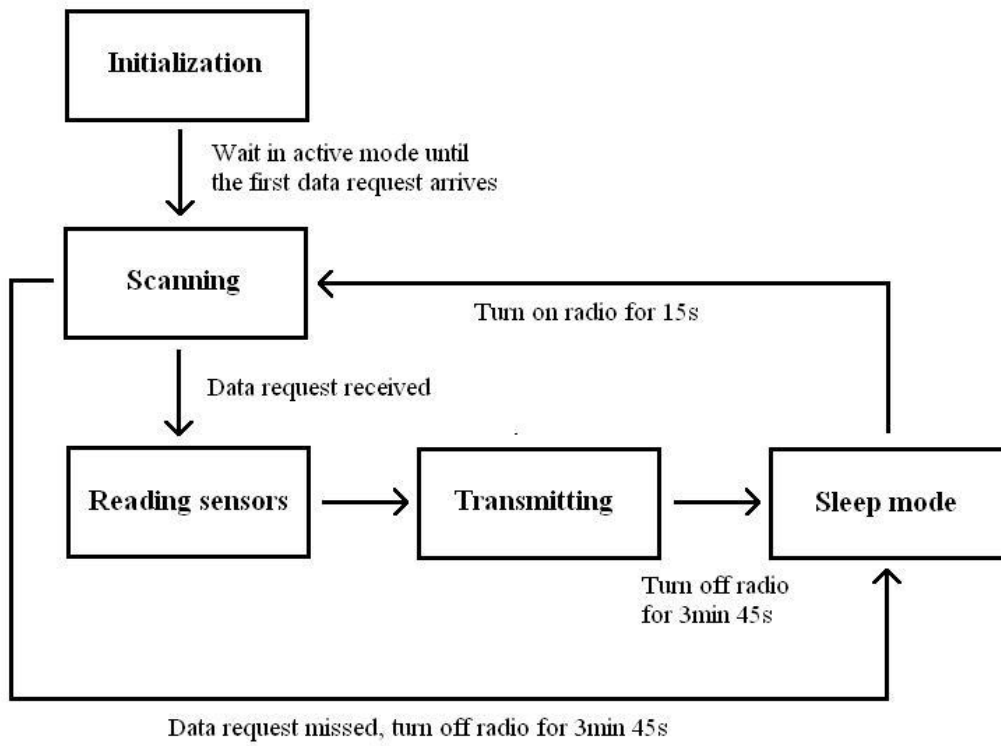 Initialization
Wait in active mode until
the first data request arrives
Scanning
Turn on radio for 15s
Data request received
Reading sensors
Transmitting
Sleep mode
Turn off radio
for 3min 45s
Data request missed, turn off radio for 3min 45s